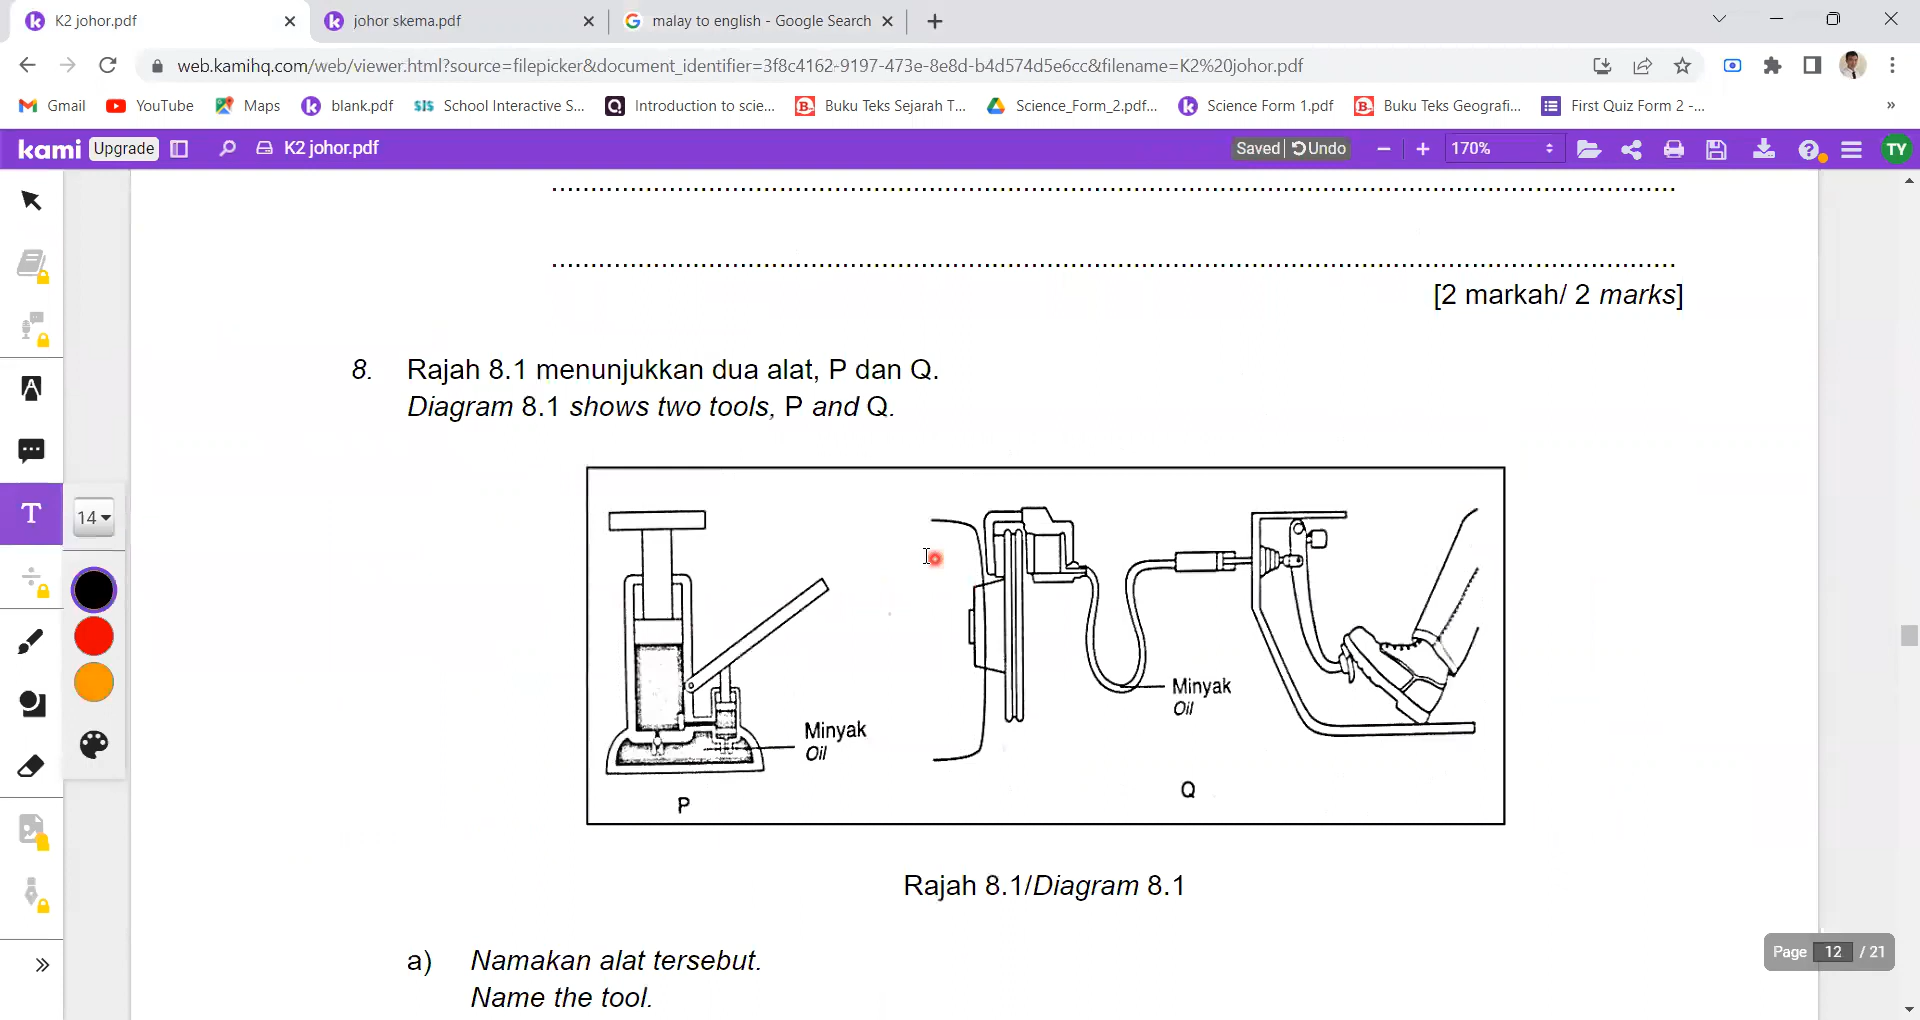 K2 johor.pdf
johor skema.pdf
malay to english - Google Search
web.kamihq.com/web/viewer.html?source=filepicker&document_identifier=3f8c4162-9197-473e-8e8d-b4d574d5e6cc&filename=K2%20johor.pdf
Gmail
YouTube
Maps
blank.pdf
SIS School Interactive S...
Introduction to scie...
Buku Teks Sejarah T...
Science_Form_2.pdf...
Science Form 1.pdf
Buku Teks Geografi...
First Quiz Form 2 -...
»
kami Upgrade K2 johor.pdf
Saved Undo
170%
TY
T 14
[2 markah/ 2 marks]
8. Rajah 8.1 menunjukkan dua alat, P dan Q.
Diagram 8.1 shows two tools, P and Q.
Minyak
Oil
P
Minyak
Oil
Q
Rajah 8.1/Diagram 8.1
a) Namakan alat tersebut.
Name the tool.
Page 12 / 21